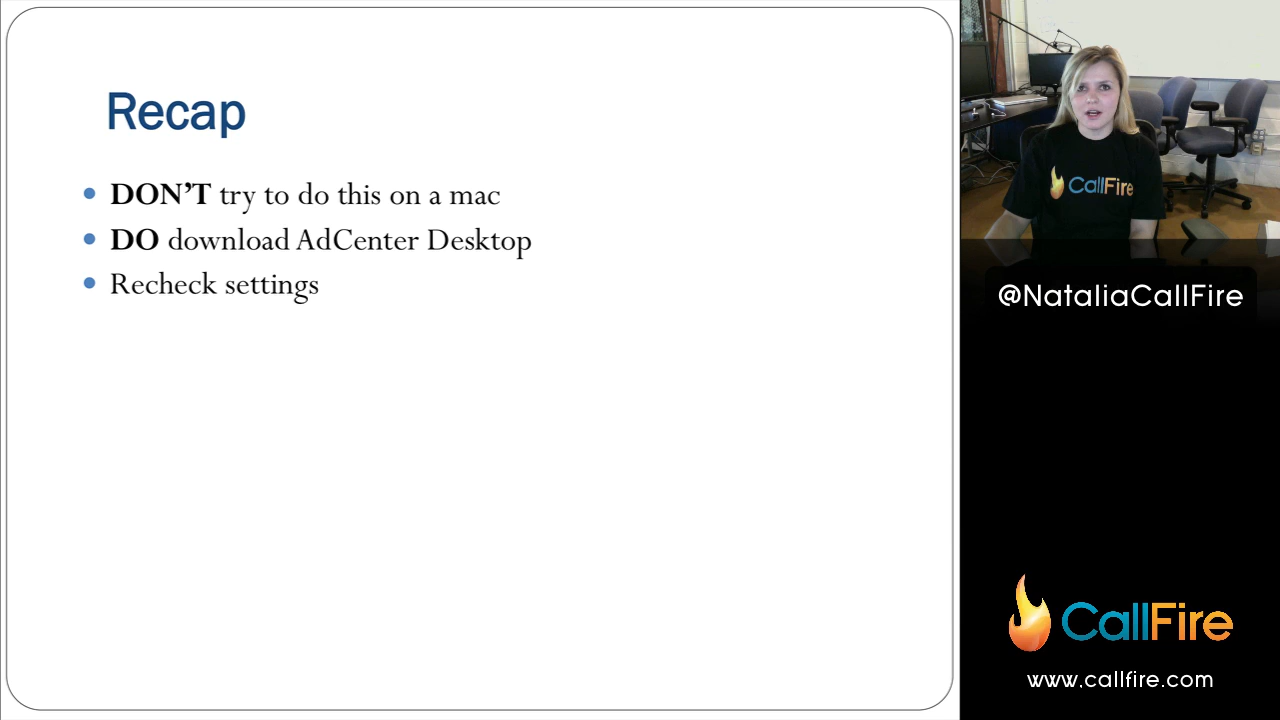 Recap
DON'T try to do this on a mac
DO download AdCenter Desktop
Recheck settings
CallFire
@NataliaCallFire
CallFire
www.callfire.com